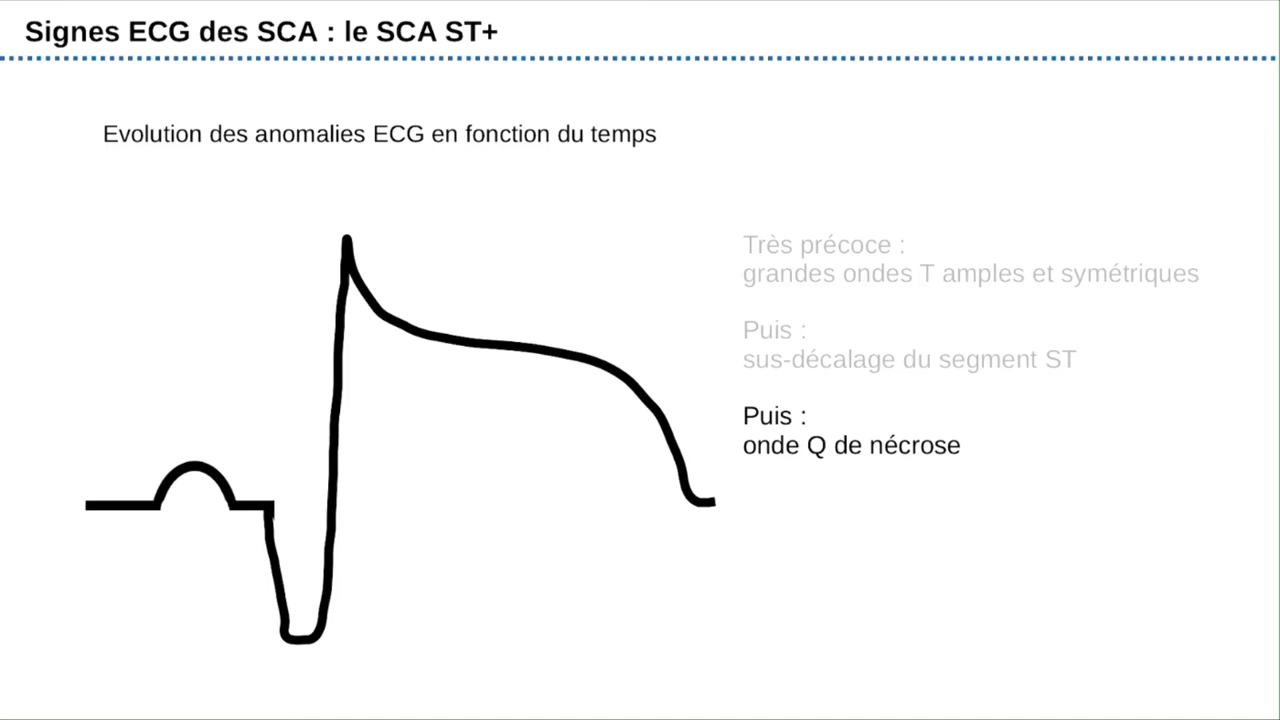 Signes ECG des SCA : le SCA ST+
Evolution des anomalies ECG en fonction du temps
Très précoce :
grandes ondes T amples et symétriques
Puis :
sus-décalage du segment ST
Puis :
onde Q de nécrose